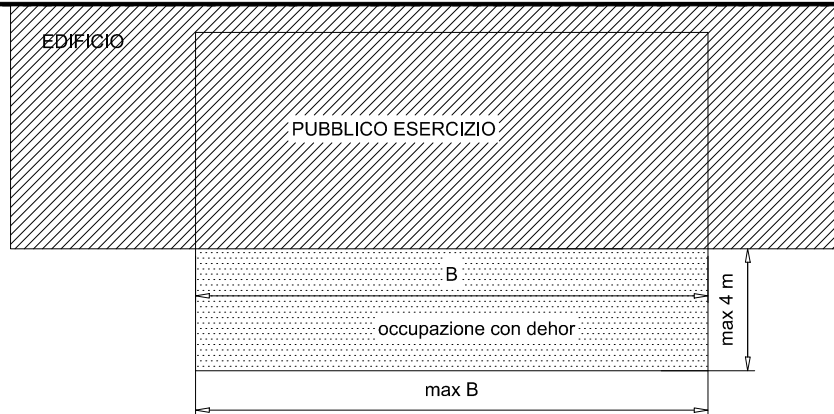 EDIFICIO
PUBBLICO ESERCIZIO
B
occupazione con dehor
max 4 m
max B